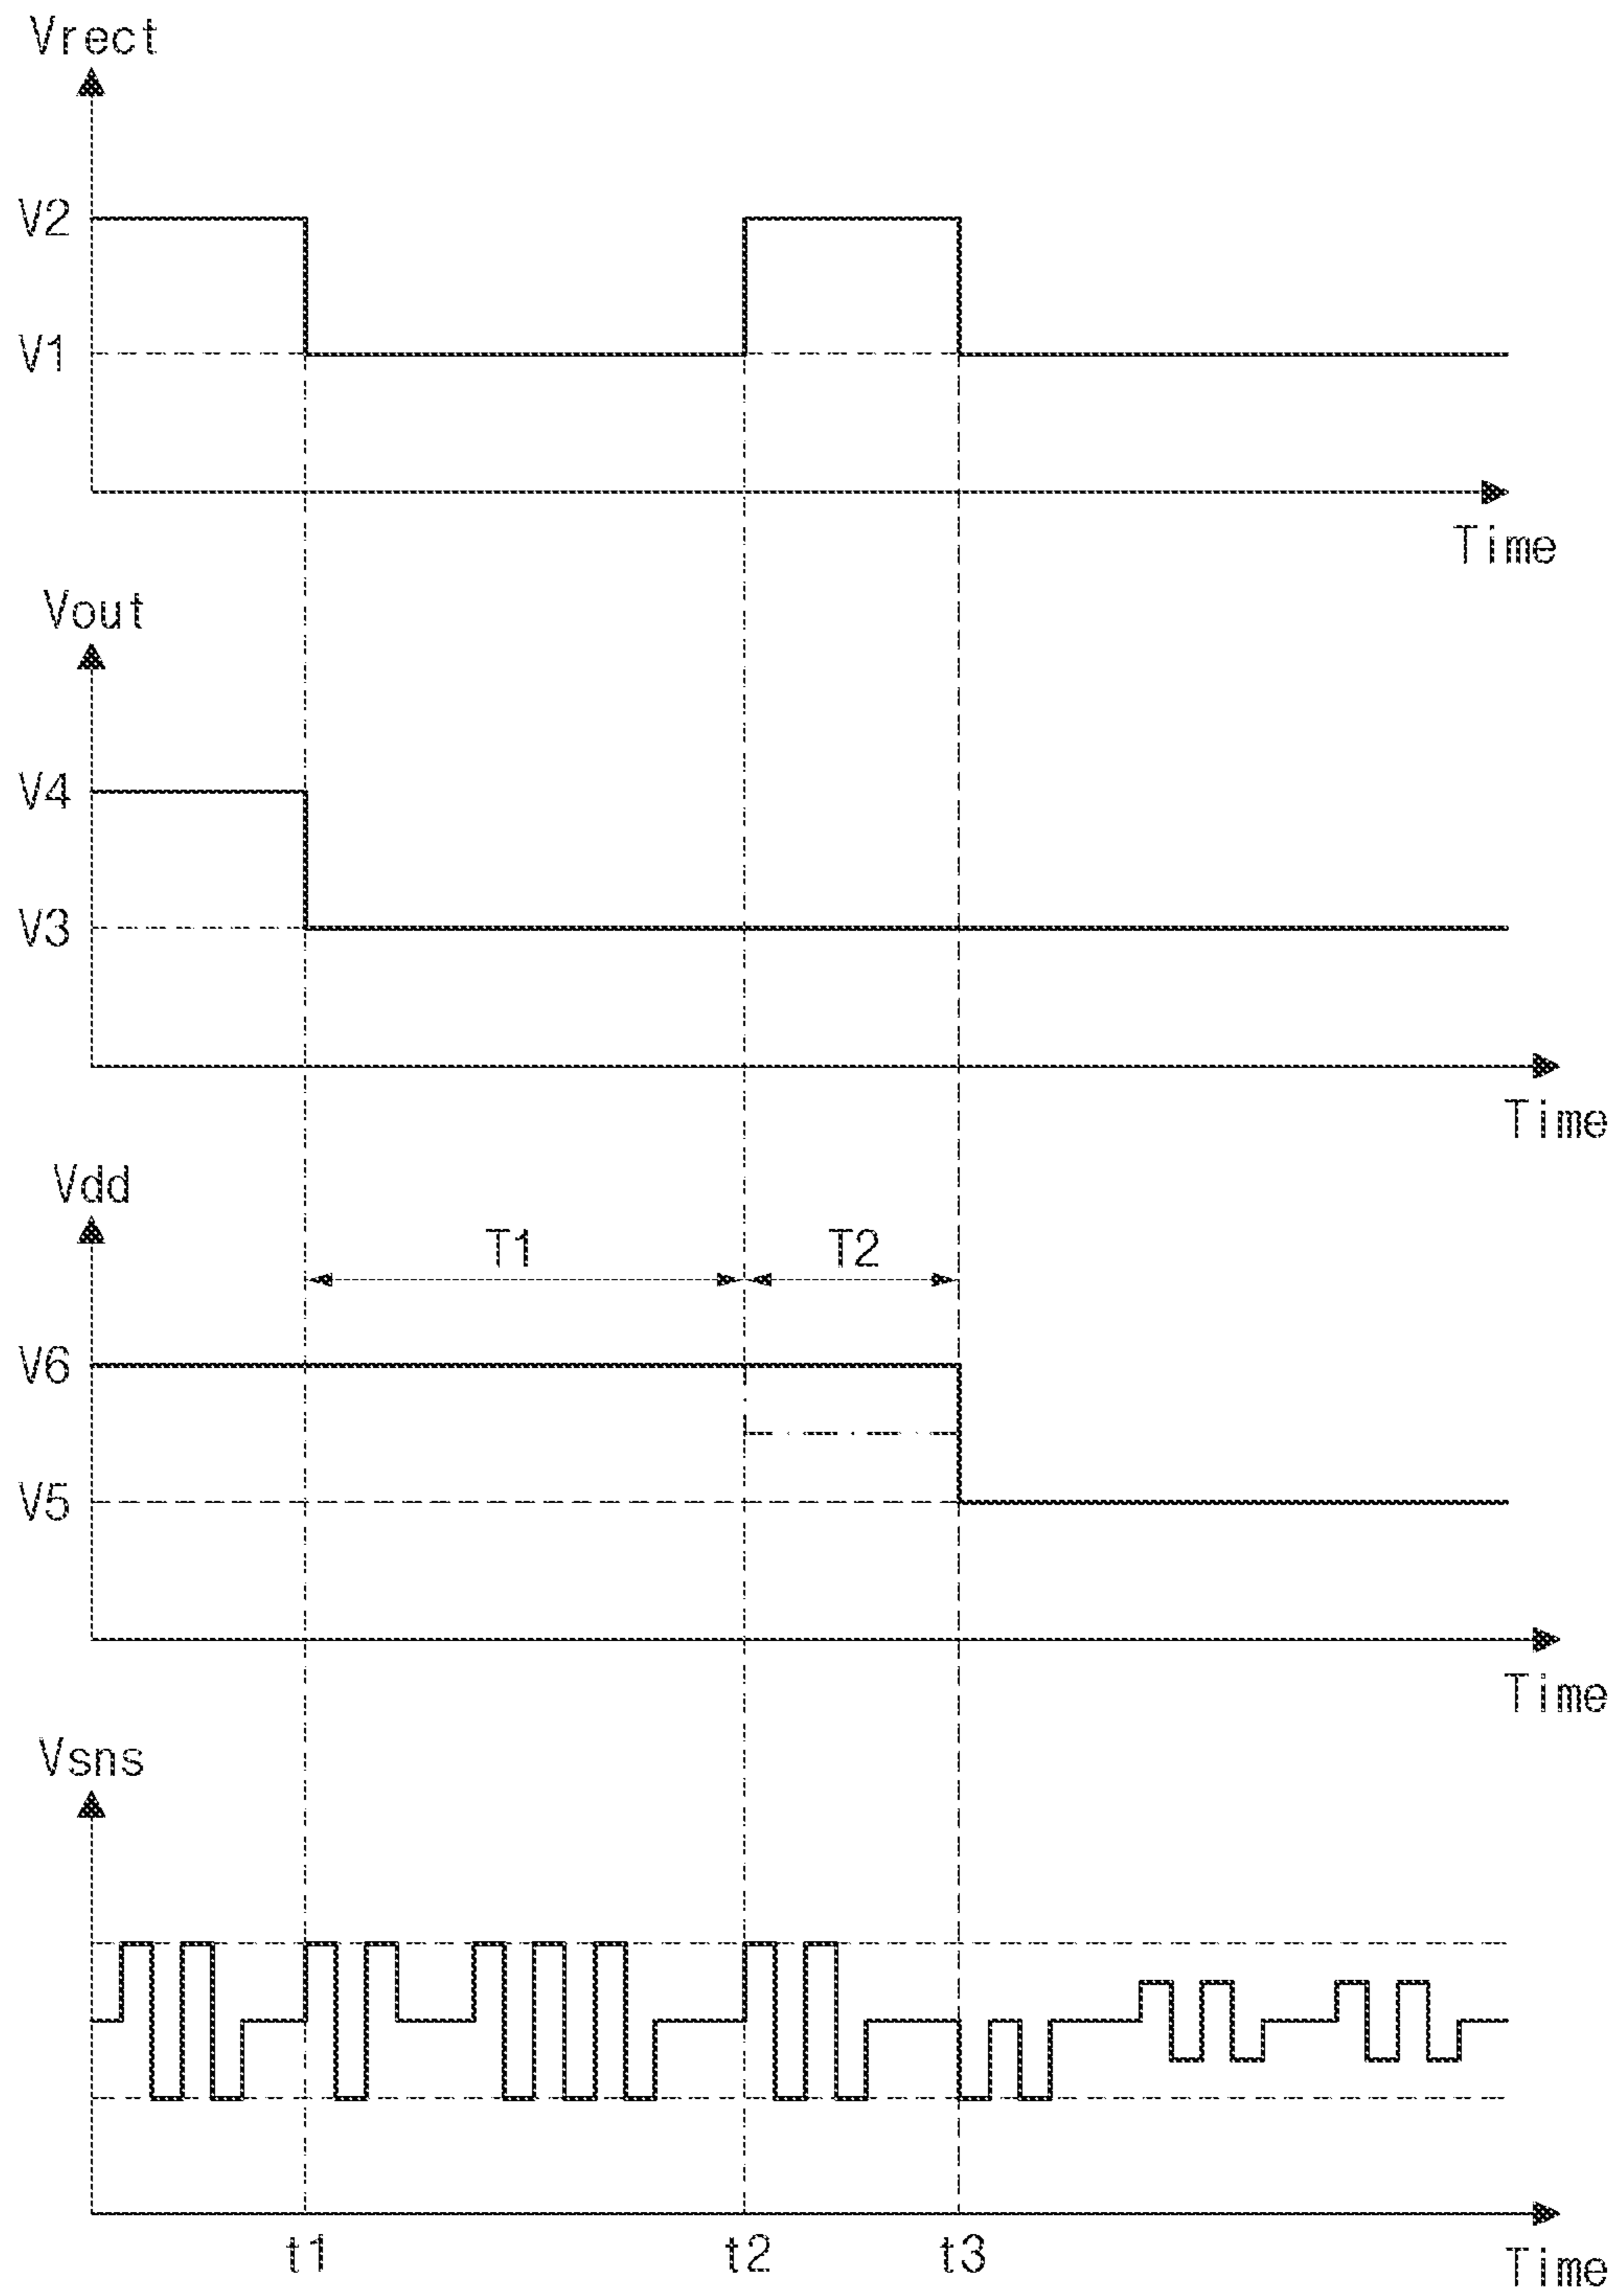 Vrect
V2
V1
Time
Vout
V4
V3
Time
Vdd
T1 T2
V6
V5
Time
Vsns
t1 t2 t3 Time